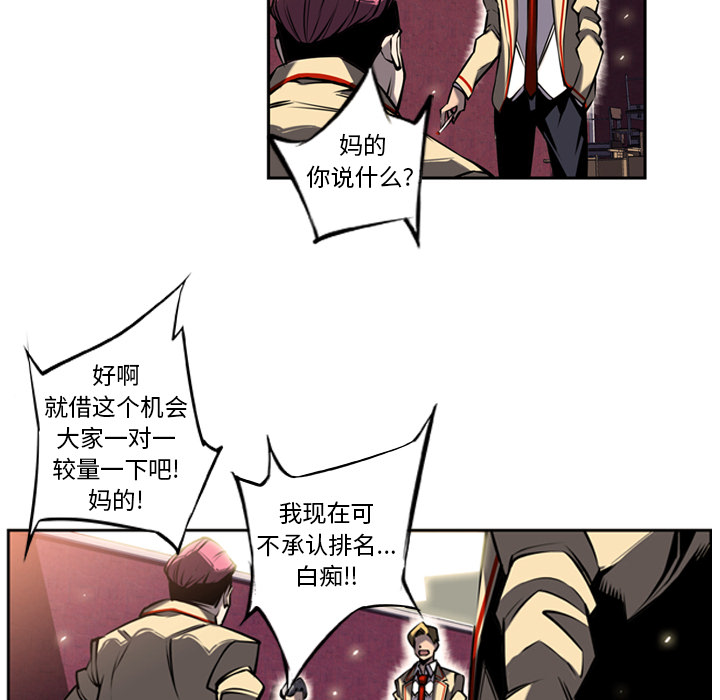 妈的
你说什么?
好啊
就借这个机会
大家一对一
较量一下吧!
妈的!
我现在可
不承认排名...
白痴!!